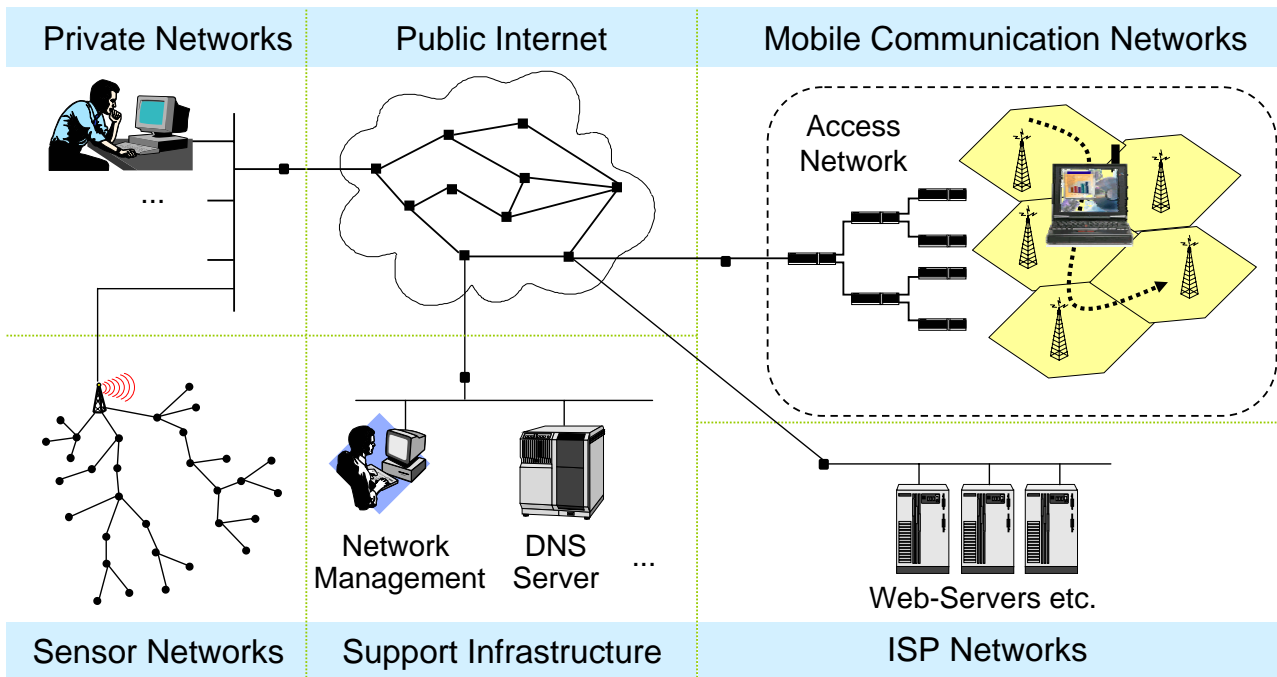 Private Networks
Public Internet
Mobile Communication Networks
Access
Network
...
Network
Management
DNS
Server
...
Web-Servers etc.
Sensor Networks
Support Infrastructure
ISP Networks